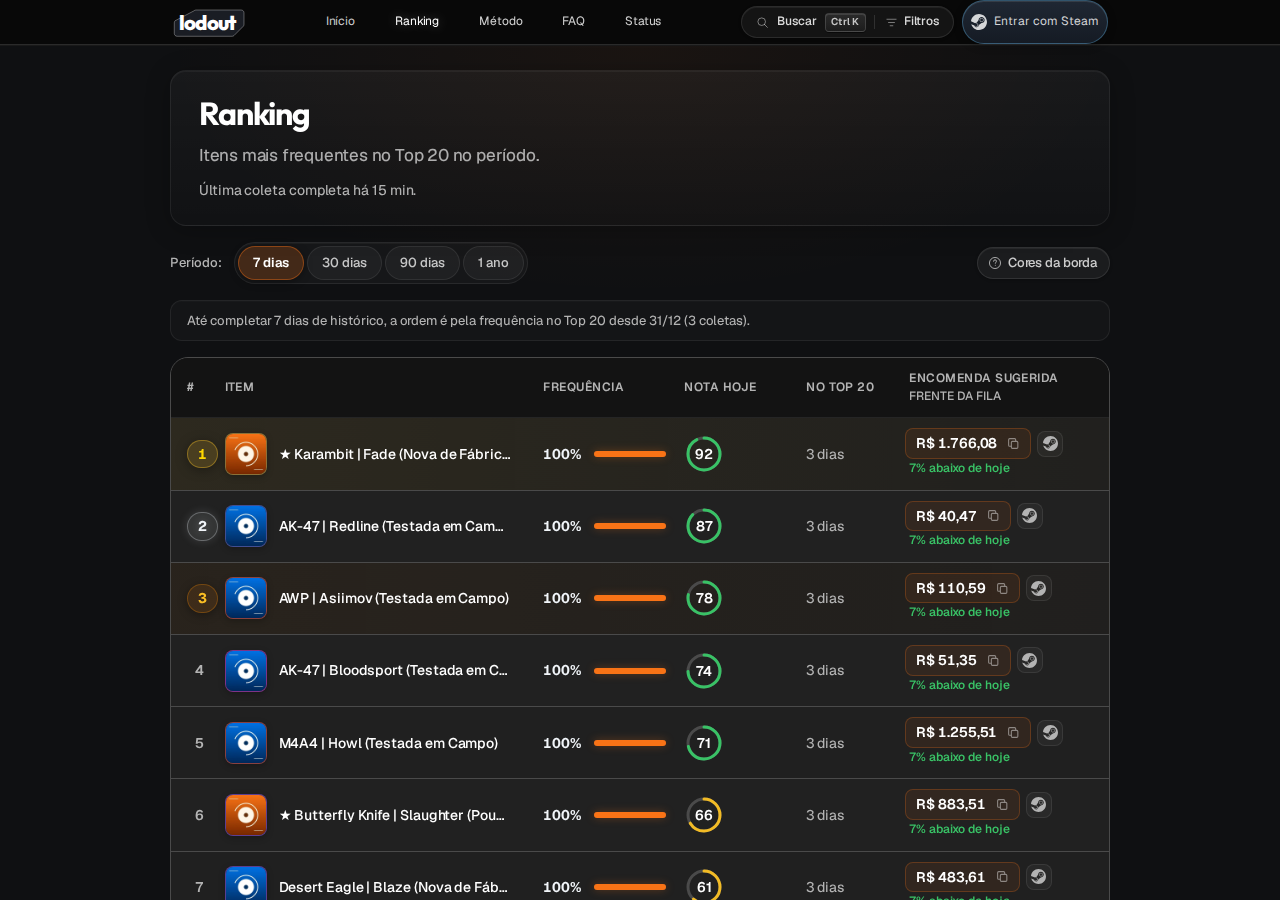 lodout
Início
Ranking
Método
FAQ
Status
Buscar
Ctrl K
Filtros
Entrar com Steam
Ranking
Itens mais frequentes no Top 20 no período.
Última coleta completa há 15 min.
Período:
7 dias
30 dias
90 dias
1 ano
Cores da borda
Até completar 7 dias de histórico, a ordem é pela frequência no Top 20 desde 31/12 (3 coletas).
# ITEM FREQUÊNCIA NOTA HOJE NO TOP 20 ENCOMENDA SUGERIDA
FRENTE DA FILA
1 ★ Karambit | Fade (Nova de Fábric... 100% 92 3 dias R$ 1.766,08
7% abaixo de hoje
2 AK-47 | Redline (Testada em Cam... 100% 87 3 dias R$ 40,47
7% abaixo de hoje
3 AWP | Asiimov (Testada em Campo) 100% 78 3 dias R$ 110,59
7% abaixo de hoje
4 AK-47 | Bloodsport (Testada em C... 100% 74 3 dias R$ 51,35
7% abaixo de hoje
5 M4A4 | Howl (Testada em Campo) 100% 71 3 dias R$ 1.255,51
7% abaixo de hoje
6 ★ Butterfly Knife | Slaughter (Pou... 100% 66 3 dias R$ 883,51
7% abaixo de hoje
7 Desert Eagle | Blaze (Nova de Fáb... 100% 61 3 dias R$ 483,61
7% abaixo de hoje